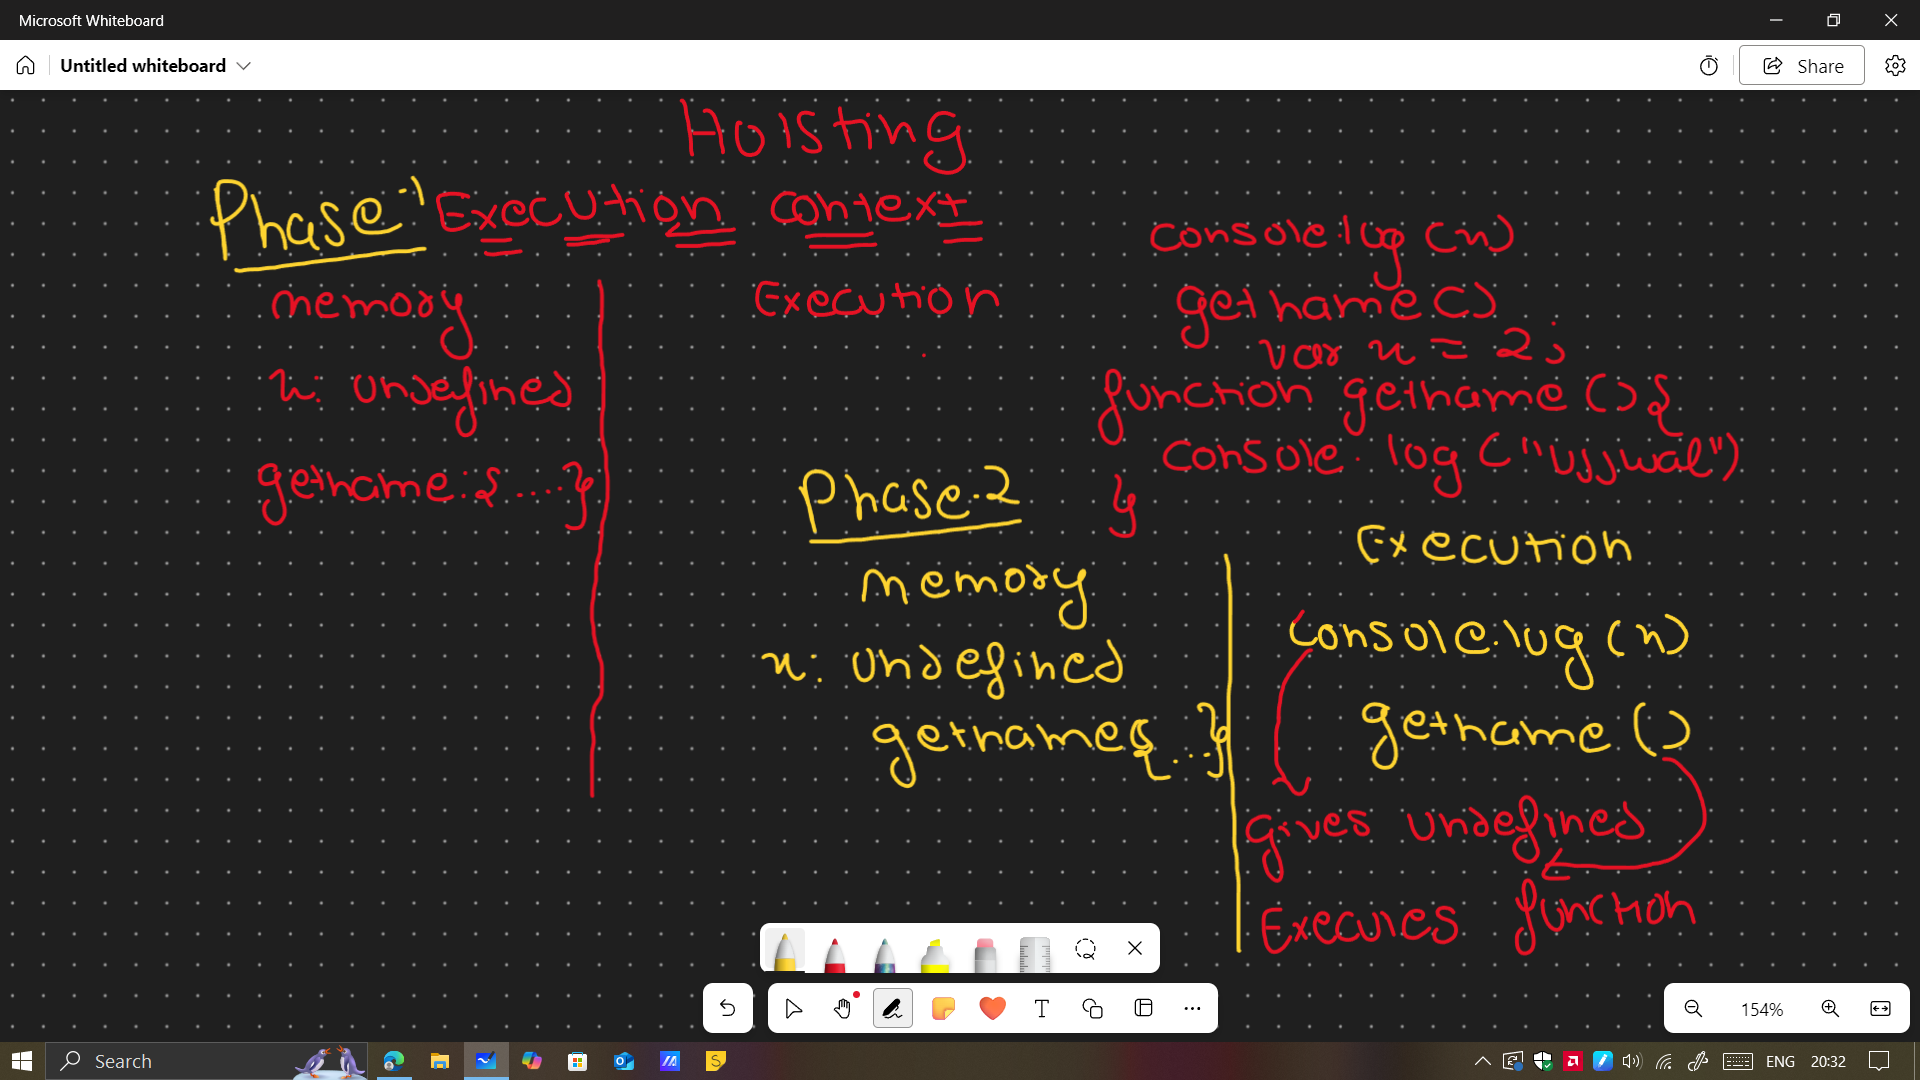 Microsoft Whiteboard
Untitled whiteboard
Share
Hoisting
Phase-1 Execution context
memory
Execution
x: undefined
getname:{....}
console.log(x)
getname()
var x = 2;
function getname(){
console.log("Ujjwal")
}
Phase-2
memory
Execution
x: undefined
getname{...}
console.log(x)
getname()
gives undefined
Executes function
154%
Search
ENG
20:32